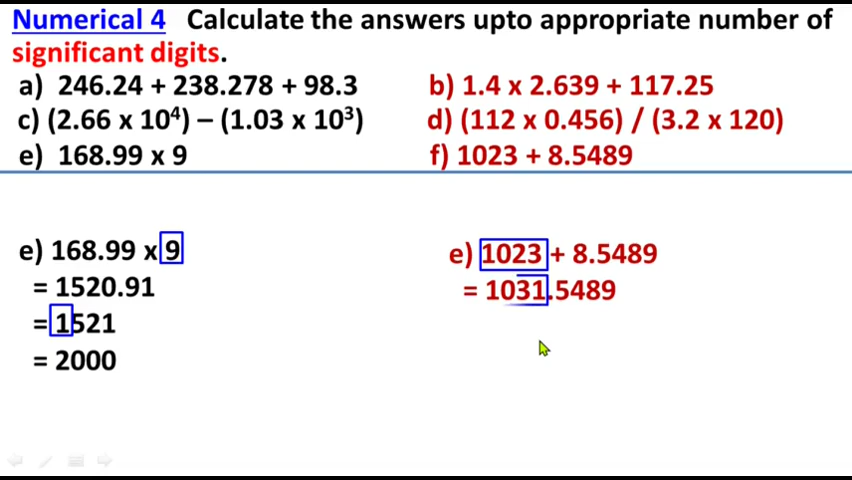 Numerical 4 Calculate the answers upto appropriate number of
significant digits.
a) 246.24 + 238.278 + 98.3 b) 1.4 x 2.639 + 117.25
c) (2.66 x 10⁴) – (1.03 x 10³) d) (112 x 0.456) / (3.2 x 120)
e) 168.99 x 9 f) 1023 + 8.5489
e) 168.99 x 9
= 1520.91
= 1521
= 2000
e) 1023 + 8.5489
= 1031.5489